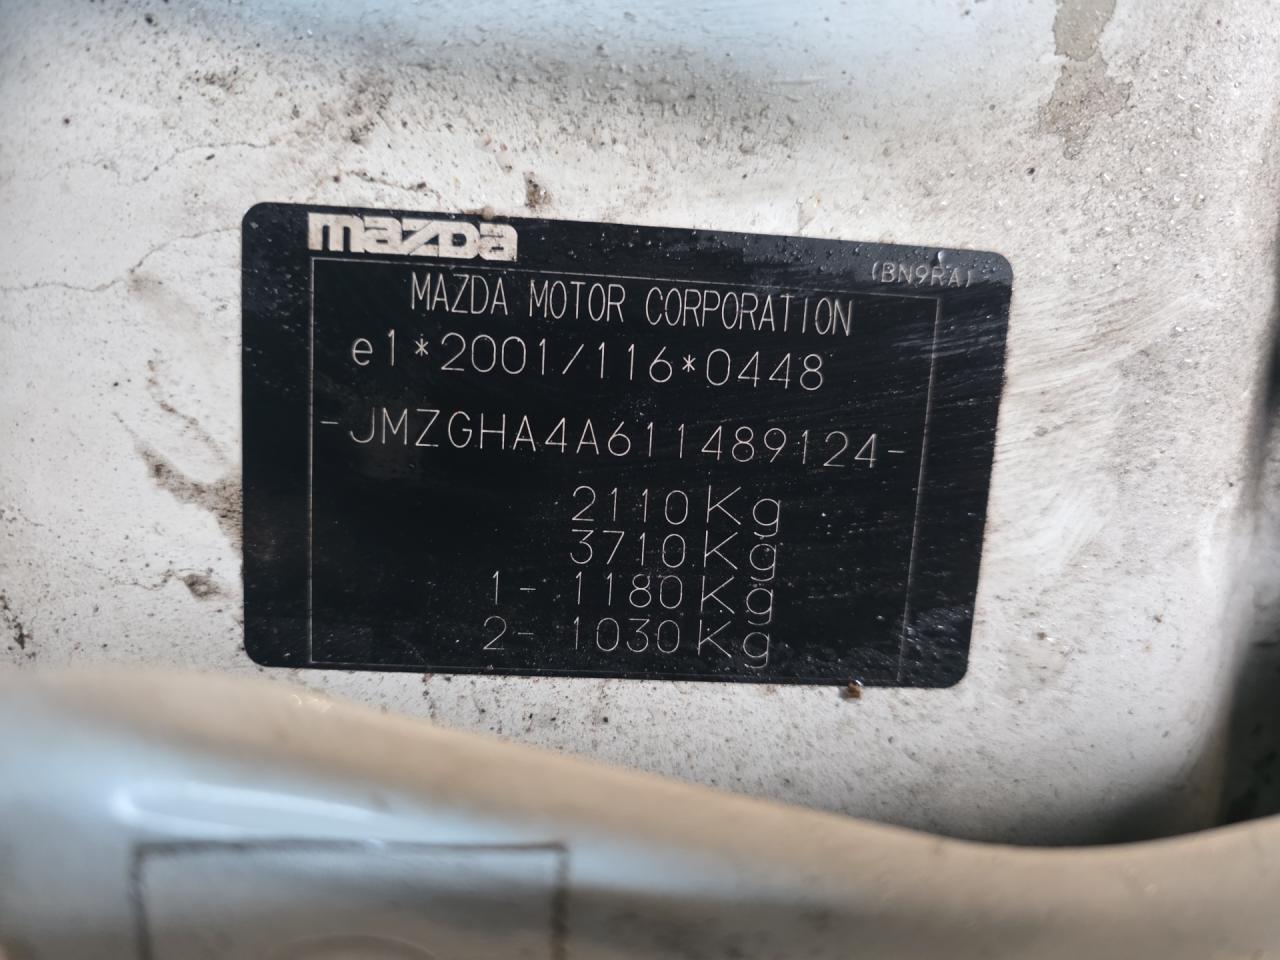 mazda
(BN9RA)
MAZDA MOTOR CORPORATION
e1*2001/116*0448
-JMZGHA4A611489124-
2110Kg
3710Kg
1- 1180Kg
2- 1030Kg